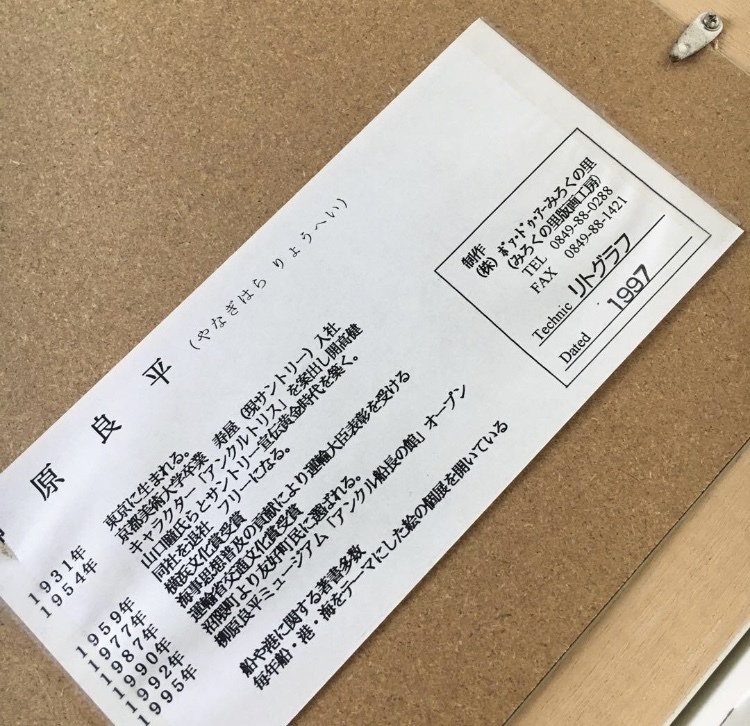 原 良 平 (やなぎはら りょうへい)
1931年 東京に生まれる。
1954年 京都美術大学卒業 寿屋（現サントリー）入社
キャラクター「アンクルトリス」を案出し開高健
山口瞳氏らとサントリー宣伝黄金時代を築く。
1959年 同社を退社 フリーになる。
1977年 横浜文化賞受賞
1987年 海事思想普及の貢献により運輸大臣表彰を受ける
1990年 運輸省交通文化賞受賞
1992年 沼隈町より友好町民に選ばれる。
1995年 柳原良平ミュージアム「アンクル船長の館」オープン
船や港に関する著書多数
毎年船・港・海をテーマにした絵の個展を開いている
制作
(株) みろくの里
(みろくの里版画工房)
TEL 0849-88-0288
FAX 0849-88-1421
Technic リトグラフ
Dated 1997